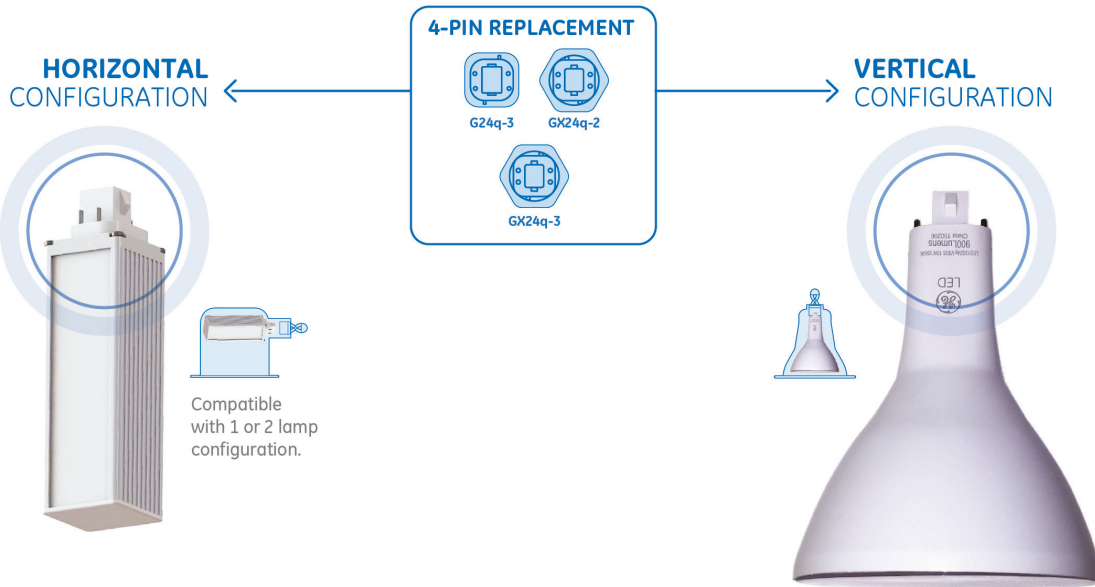 4-PIN REPLACEMENT
G24q-3
GX24q-2
GX24q-3
HORIZONTAL
CONFIGURATION
Compatible
with 1 or 2 lamp
configuration.
VERTICAL
CONFIGURATION
900Lumens
LED